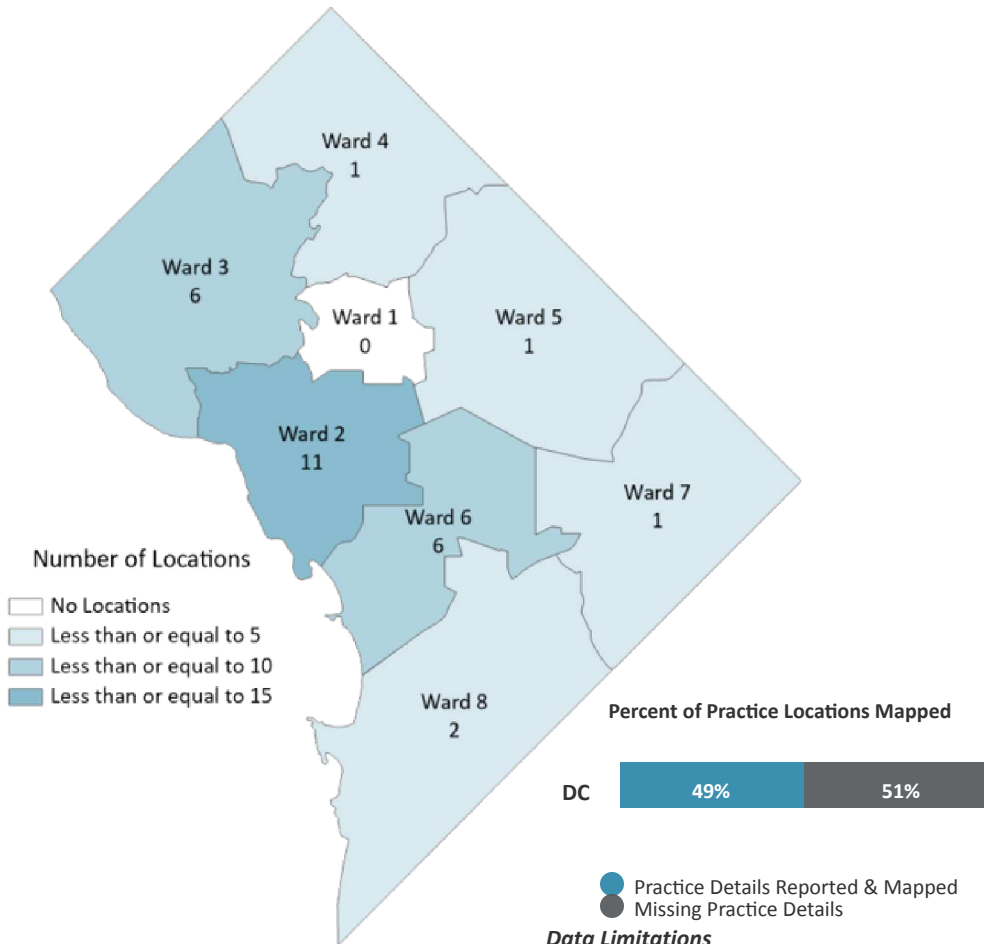 Ward 4
1
Ward 3
6
Ward 1
0
Ward 5
1
Ward 2
11
Ward 7
1
Ward 6
6
Number of Locations
No Locations
Less than or equal to 5
Less than or equal to 10
Less than or equal to 15
Ward 8
2
Percent of Practice Locations Mapped
DC 49% 51%
Practice Details Reported & Mapped
Missing Practice Details
Data Limitations